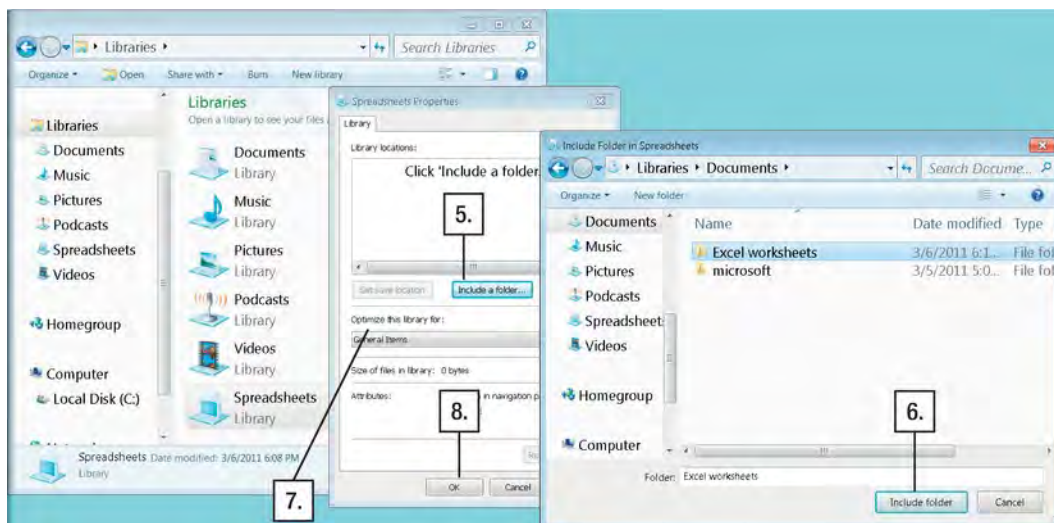 Libraries
Search Libraries
Organize
Open
Share with
Burn
New library
Libraries
Documents
Music
Pictures
Podcasts
Spreadsheets
Videos
Homegroup
Computer
Local Disk (C:)
Libraries
Open a library to see your files
Documents
Library
Music
Library
Pictures
Library
Podcasts
Library
Videos
Library
Spreadsheets
Library
Spreadsheets Date modified: 3/6/2011 6:08 PM
Library
Spreadsheets Properties
Library
Library locations:
Click 'Include a folder
5.
Set save location
Include a folder...
Optimize this library for:
General Items
Size of files in library: 0 bytes
Attributes:
in navigation p
8.
OK
Cancel
7.
Include Folder in Spreadsheets
Libraries Documents
Search Docume...
Organize
New folder
Documents
Music
Pictures
Podcasts
Spreadsheet
Videos
Homegroup
Computer
Name
Date modified
Type
Excel worksheets
3/6/2011 6:1...
File fol
microsoft
3/5/2011 5:0...
File fol
6.
Folder: Excel worksheets
Include folder
Cancel